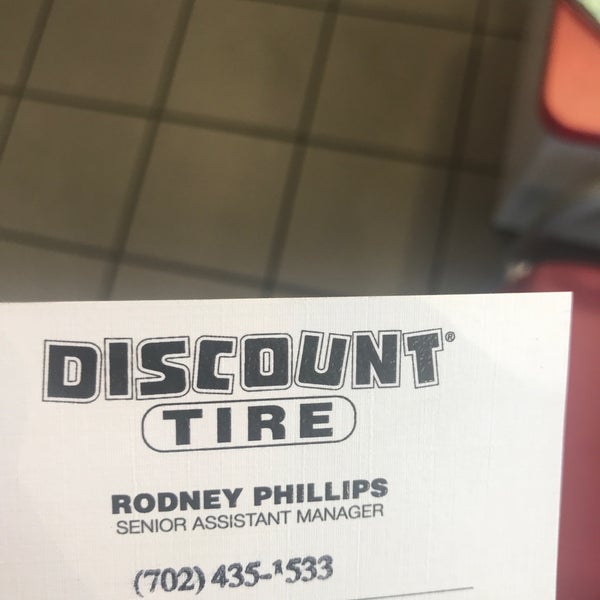 DISCOUNT®
TIRE
RODNEY PHILLIPS
SENIOR ASSISTANT MANAGER
(702) 435-1533